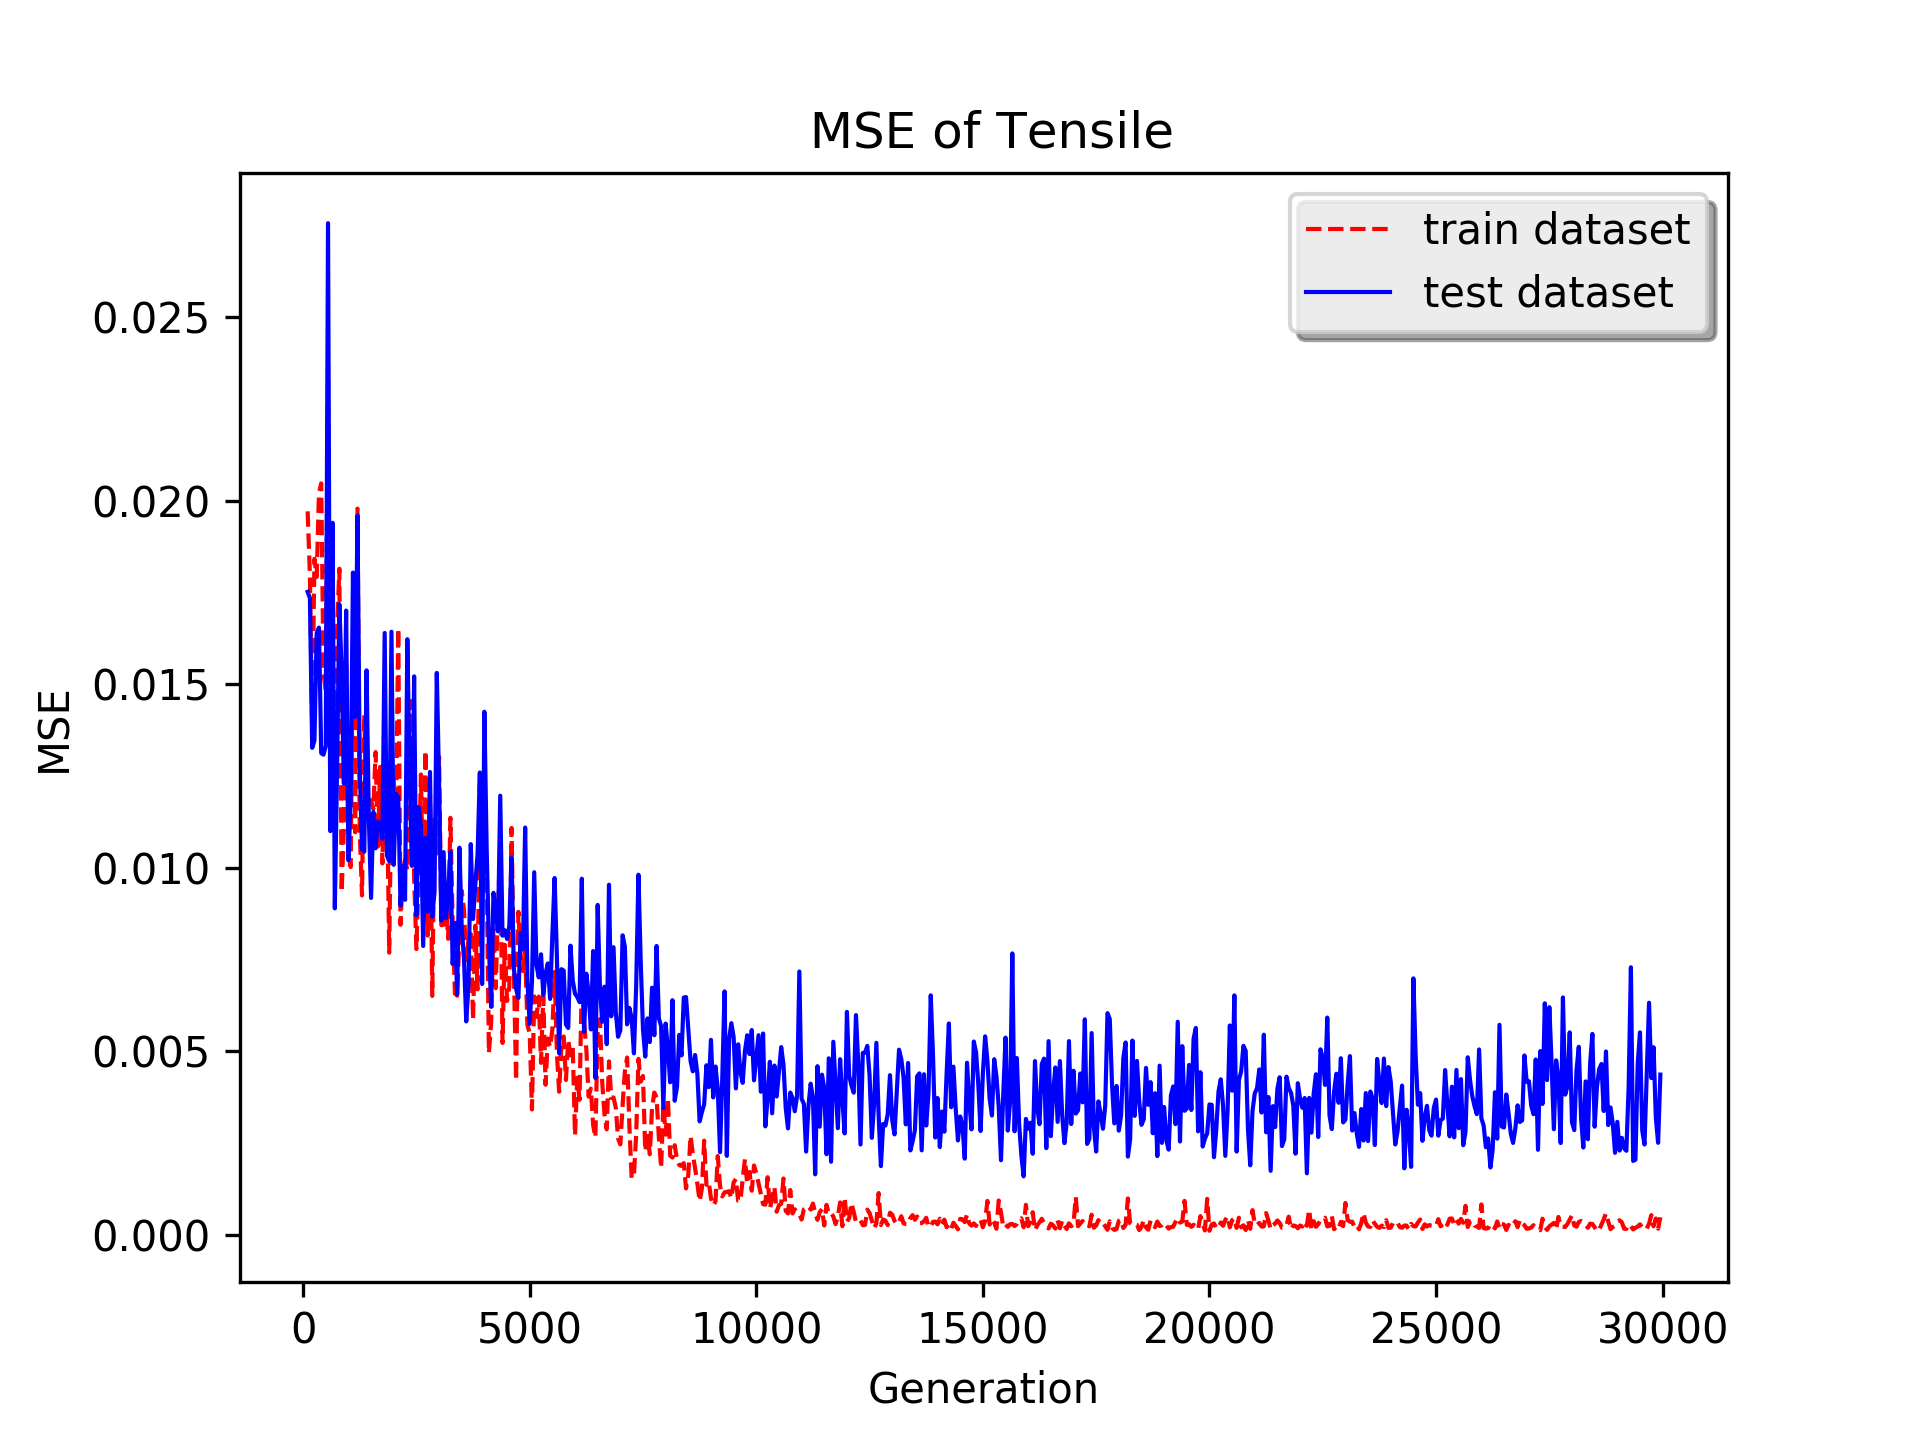 MSE of Tensile
train dataset
test dataset
MSE
0.025
0.020
0.015
0.010
0.005
0.000
0 5000 10000 15000 20000 25000 30000
Generation